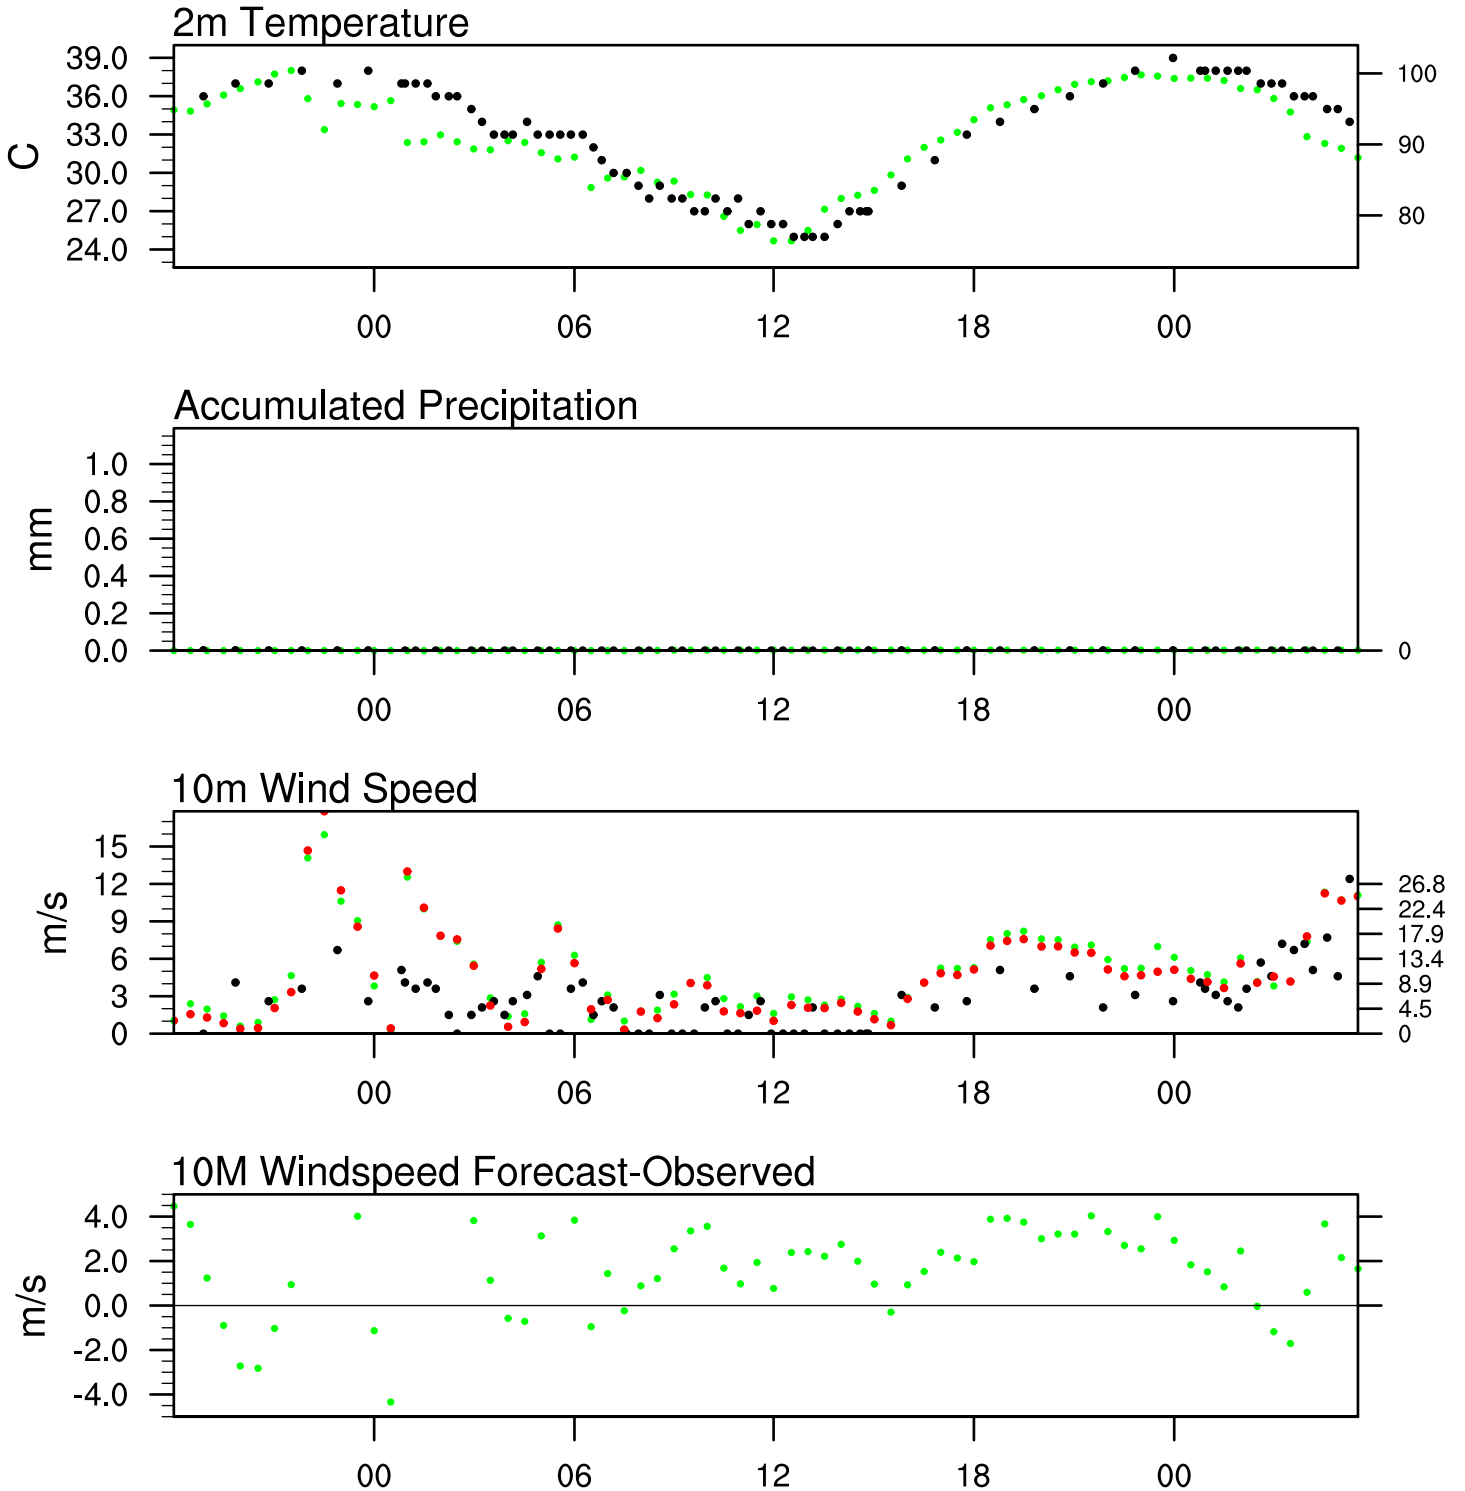 2m Temperature
39.0
36.0
33.0
30.0
27.0
24.0
C
100
90
80
00 06 12 18 00
Accumulated Precipitation
1.0
0.8
0.6
0.4
0.2
0.0
mm
0
00 06 12 18 00
10m Wind Speed
15
12
9
6
3
0
m/s
26.8
22.4
17.9
13.4
8.9
4.5
0
00 06 12 18 00
10M Windspeed Forecast-Observed
4.0
2.0
0.0
-2.0
-4.0
m/s
00 06 12 18 00